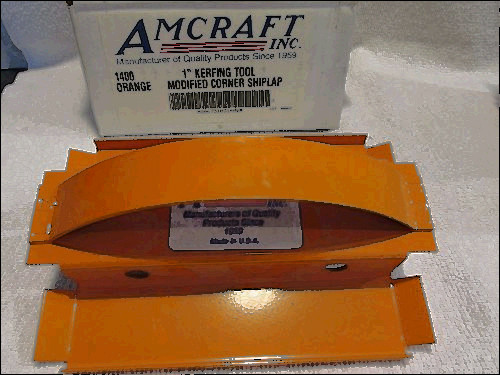 AMCRAFT
INC.
Manufacturer of Quality Products Since 1959
1400 1" KERFING TOOL
ORANGE MODIFIED CORNER SHIPLAP
INC.
Manufacturers of Quality
Products Since
1959
Made in U.S.A.